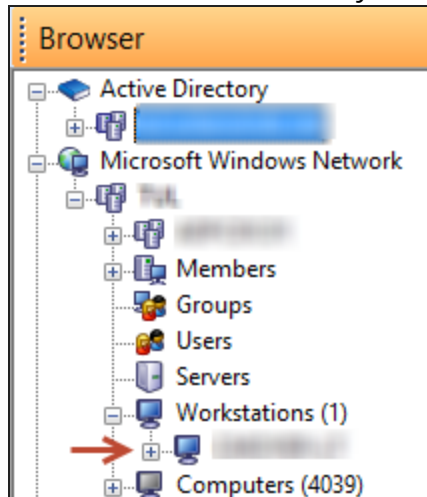 Browser
Active Directory
Microsoft Windows Network
Members
Groups
Users
Servers
Workstations (1)
Computers (4039)